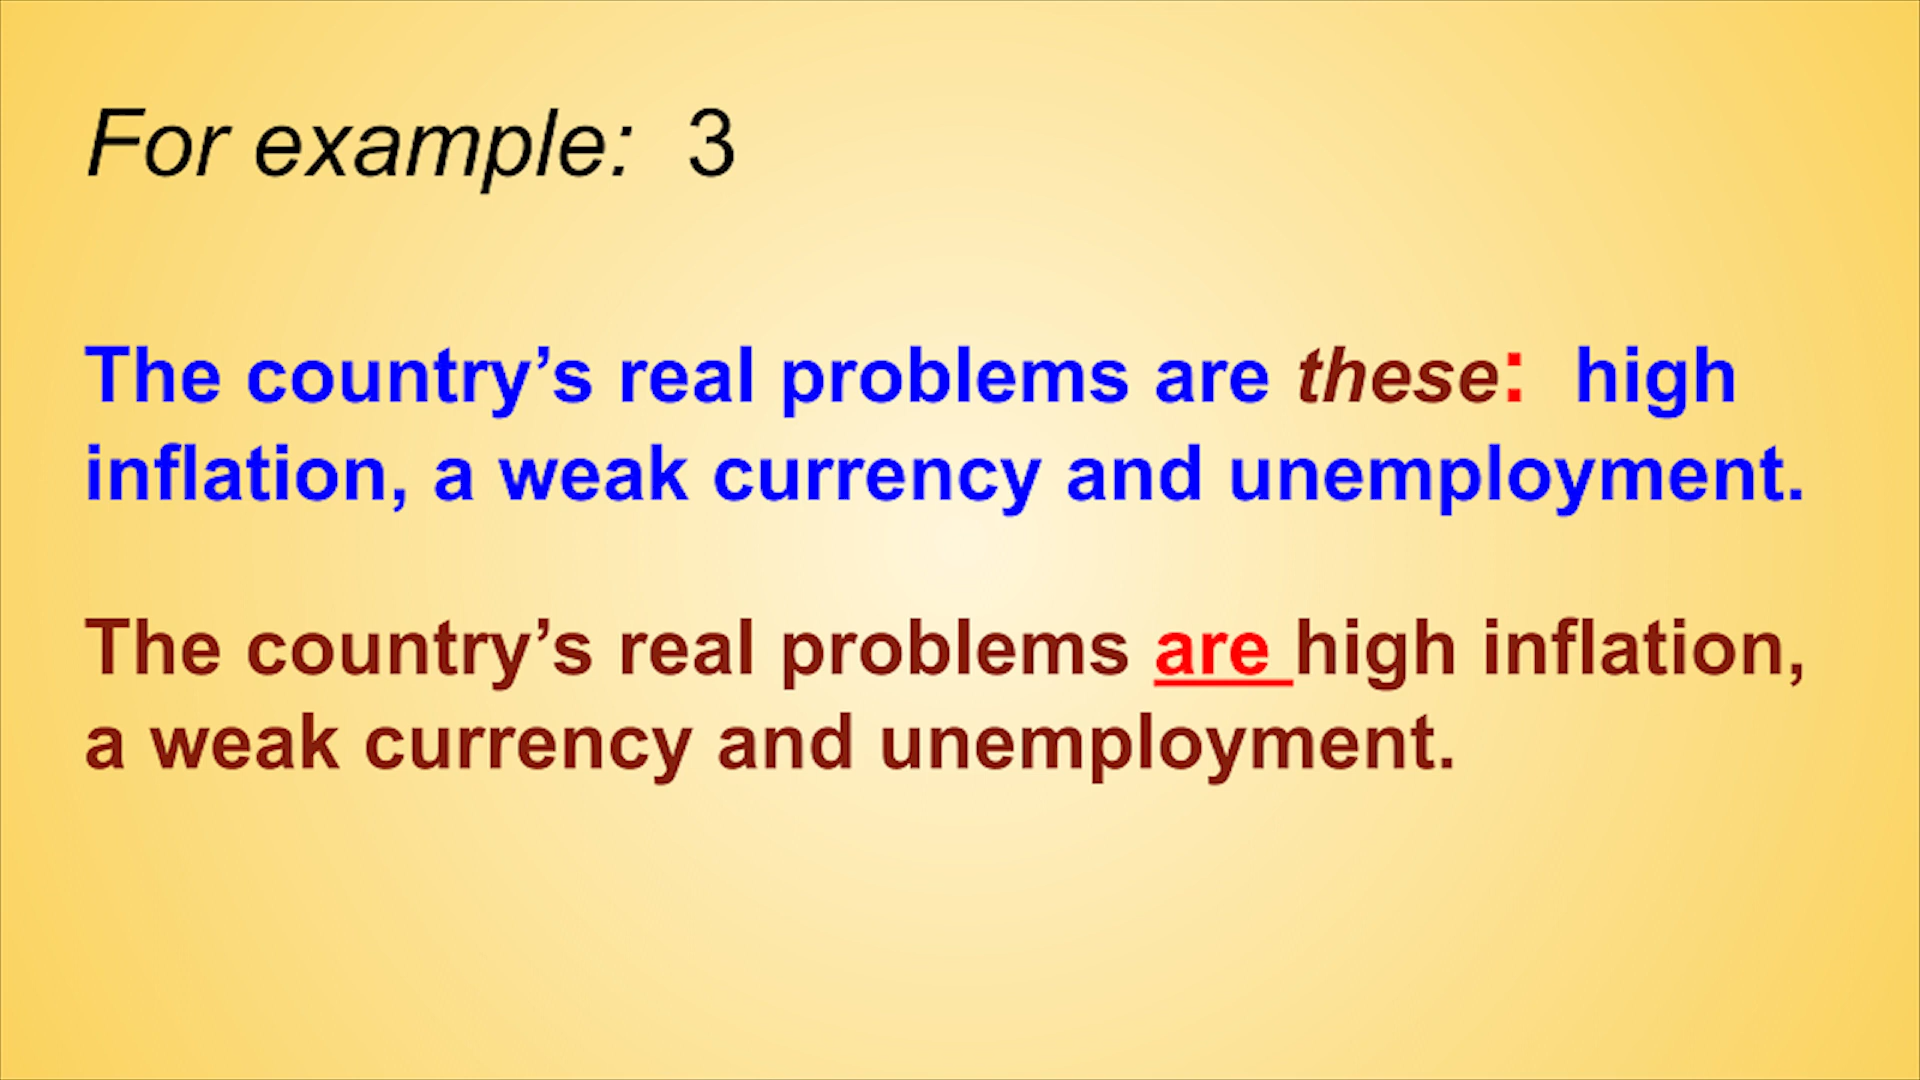 For example: 3
The country’s real problems are these: high
inflation, a weak currency and unemployment.
The country’s real problems are high inflation,
a weak currency and unemployment.